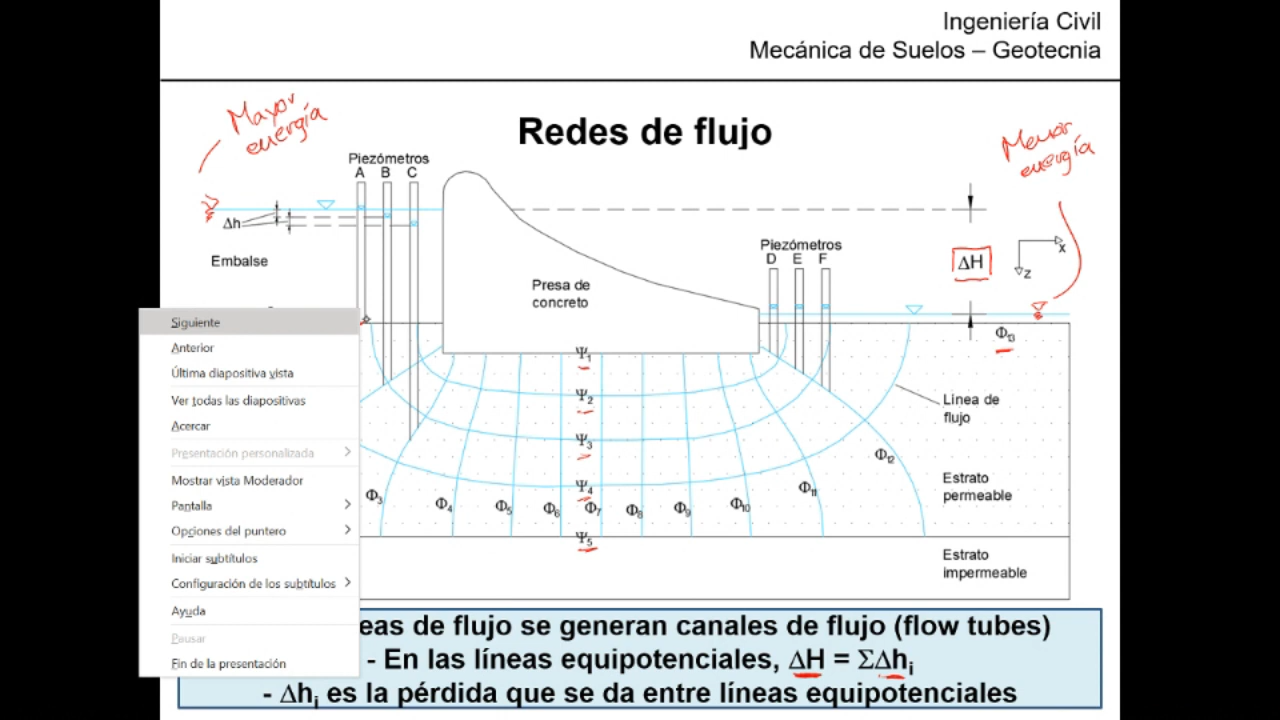 Ingeniería Civil
Mecánica de Suelos – Geotecnia
Mayor
energía
Redes de flujo
Menor
energía
Piezómetros
A B C
Δh
Embalse
Presa de
concreto
Piezómetros
D E F
ΔH
x
z
Φ13
Siguiente
Anterior
Última diapositiva vista
Ver todas las diapositivas
Acercar
Presentación personalizada
Mostrar vista Moderador
Pantalla
Opciones del puntero
Iniciar subtítulos
Configuración de los subtítulos
Ayuda
Pausar
Fin de la presentación
Ψ1
Ψ2
Ψ3
Ψ4
Ψ5
Línea de
flujo
Φ12
Estrato
permeable
Φ3 Φ4 Φ5 Φ6 Φ7 Φ8 Φ9 Φ10 Φ11
Estrato
impermeable
eas de flujo se generan canales de flujo (flow tubes)
- En las líneas equipotenciales, ΔH = ΣΔhi
- Δhi es la pérdida que se da entre líneas equipotenciales